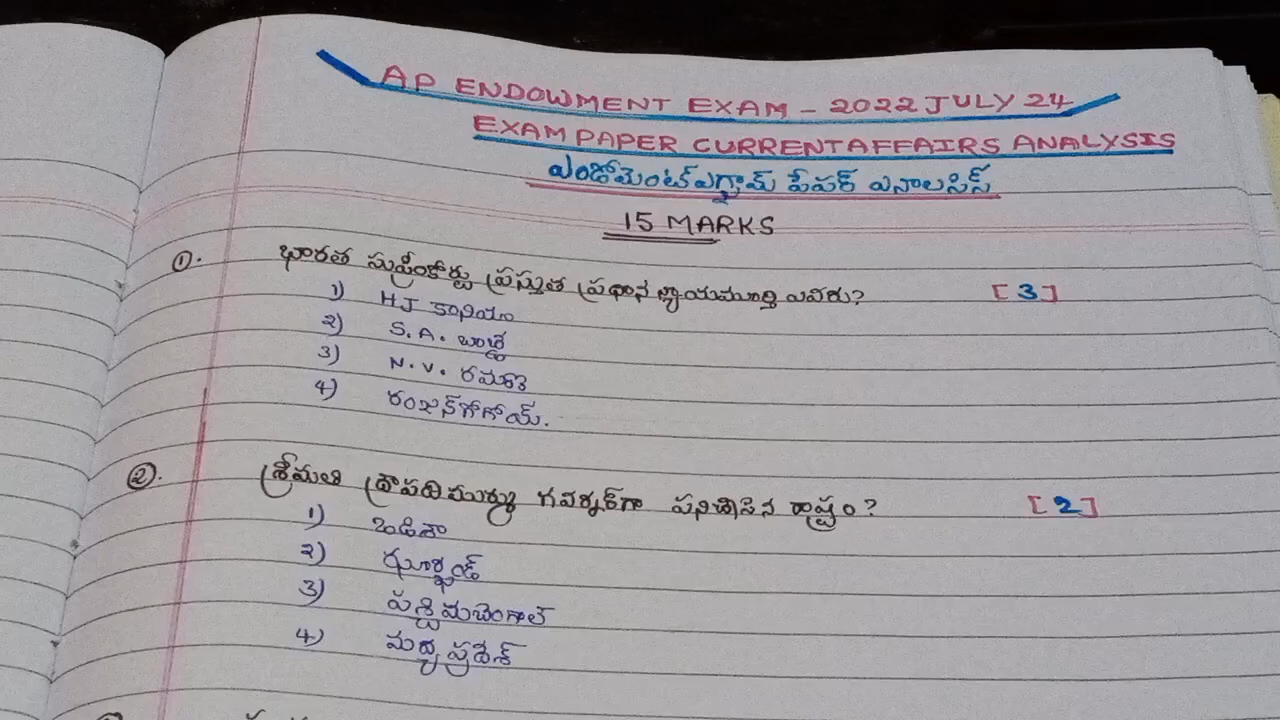 AP ENDOWMENT EXAM - 2022 JULY 24
EXAM PAPER CURRENT AFFAIRS ANALYSIS
ఎండోమెంట్ ఎగ్జామ్ పేపర్ ఎనాలసిస్
15 MARKS
①. భారత సుప్రీంకోర్టు ప్రస్తుత ప్రధాన న్యాయమూర్తి ఎవరు? [3]
1) HJ కానియా
2) S.A. బాబ్డె
3) N.V. రమణ
4) రంజన్ గోగోయ్.
②. శ్రీమతి ద్రౌపదిముర్ము గవర్నర్‌గా పనిచేసిన రాష్ట్రం? [2]
1) ఒడిశా
2) ఝార్ఖండ్
3) పశ్చిమబెంగాల్
4) మధ్యప్రదేశ్